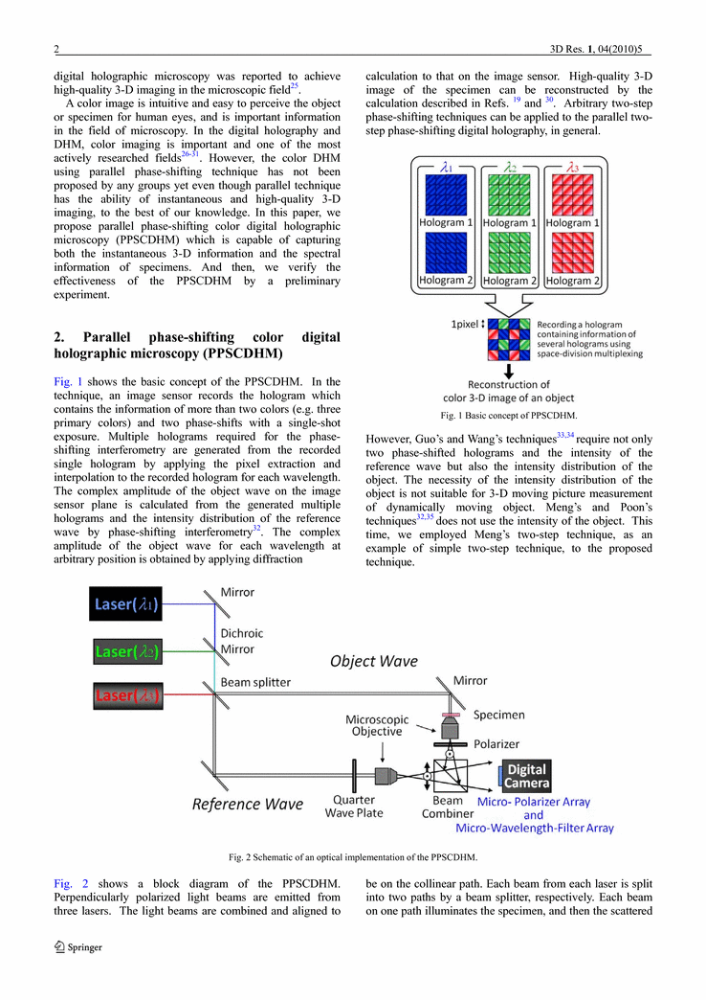 2
3D Res. 1, 04(2010)5
digital holographic microscopy was reported to achieve
high-quality 3-D imaging in the microscopic field25.
A color image is intuitive and easy to perceive the object
or specimen for human eyes, and is important information
in the field of microscopy. In the digital holography and
DHM, color imaging is important and one of the most
actively researched fields26-31. However, the color DHM
using parallel phase-shifting technique has not been
proposed by any groups yet even though parallel technique
has the ability of instantaneous and high-quality 3-D
imaging, to the best of our knowledge. In this paper, we
propose parallel phase-shifting color digital holographic
microscopy (PPSCDHM) which is capable of capturing
both the instantaneous 3-D information and the spectral
information of specimens. And then, we verify the
effectiveness of the PPSCDHM by a preliminary
experiment.
2. Parallel phase-shifting color digital
holographic microscopy (PPSCDHM)
Fig. 1 shows the basic concept of the PPSCDHM. In the
technique, an image sensor records the hologram which
contains the information of more than two colors (e.g. three
primary colors) and two phase-shifts with a single-shot
exposure. Multiple holograms required for the phase-
shifting interferometry are generated from the recorded
single hologram by applying the pixel extraction and
interpolation to the recorded hologram for each wavelength.
The complex amplitude of the object wave on the image
sensor plane is calculated from the generated multiple
holograms and the intensity distribution of the reference
wave by phase-shifting interferometry32. The complex
amplitude of the object wave for each wavelength at
arbitrary position is obtained by applying diffraction
calculation to that on the image sensor. High-quality 3-D
image of the specimen can be reconstructed by the
calculation described in Refs. 19 and 30. Arbitrary two-step
phase-shifting techniques can be applied to the parallel two-
step phase-shifting digital holography, in general.
λ1 λ2 λ3
Hologram 1 Hologram 1 Hologram 1
Hologram 2 Hologram 2 Hologram 2
1pixel
Recording a hologram
containing information of
several holograms using
space-division multiplexing
Reconstruction of
color 3-D image of an object
Fig. 1 Basic concept of PPSCDHM.
However, Guo's and Wang's techniques33,34 require not only
two phase-shifted holograms and the intensity of the
reference wave but also the intensity distribution of the
object. The necessity of the intensity distribution of the
object is not suitable for 3-D moving picture measurement
of dynamically moving object. Meng's and Poon's
techniques32,35 does not use the intensity of the object. This
time, we employed Meng's two-step technique, as an
example of simple two-step technique, to the proposed
technique.
Laser(λ1)
Mirror
Laser(λ2)
Dichroic
Mirror
Laser(λ3)
Beam splitter
Object Wave
Mirror
Specimen
Microscopic
Objective
Polarizer
Digital
Camera
Reference Wave
Quarter
Wave Plate
Beam
Combiner
Micro- Polarizer Array
and
Micro-Wavelength-Filter Array
Fig. 2 Schematic of an optical implementation of the PPSCDHM.
Fig. 2 shows a block diagram of the PPSCDHM.
Perpendicularly polarized light beams are emitted from
three lasers. The light beams are combined and aligned to
be on the collinear path. Each beam from each laser is split
into two paths by a beam splitter, respectively. Each beam
on one path illuminates the specimen, and then the scattered
Springer